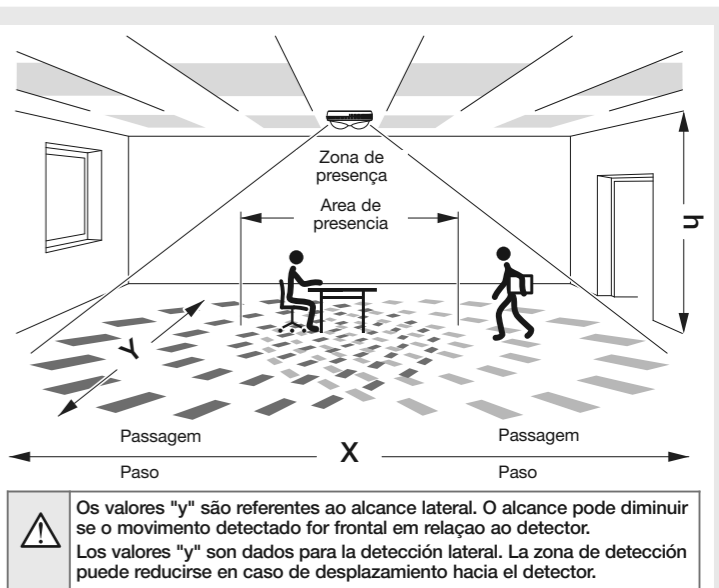 Zona de
presença
Area de
presencia
h
Y
Passagem
X
Passagem
Paso
Paso
Os valores "y" são referentes ao alcance lateral. O alcance pode diminuir
se o movimento detectado for frontal em relaçao ao detector.
Los valores "y" son dados para la detección lateral. La zona de detección
puede reducirse en caso de desplazamiento hacia el detector.